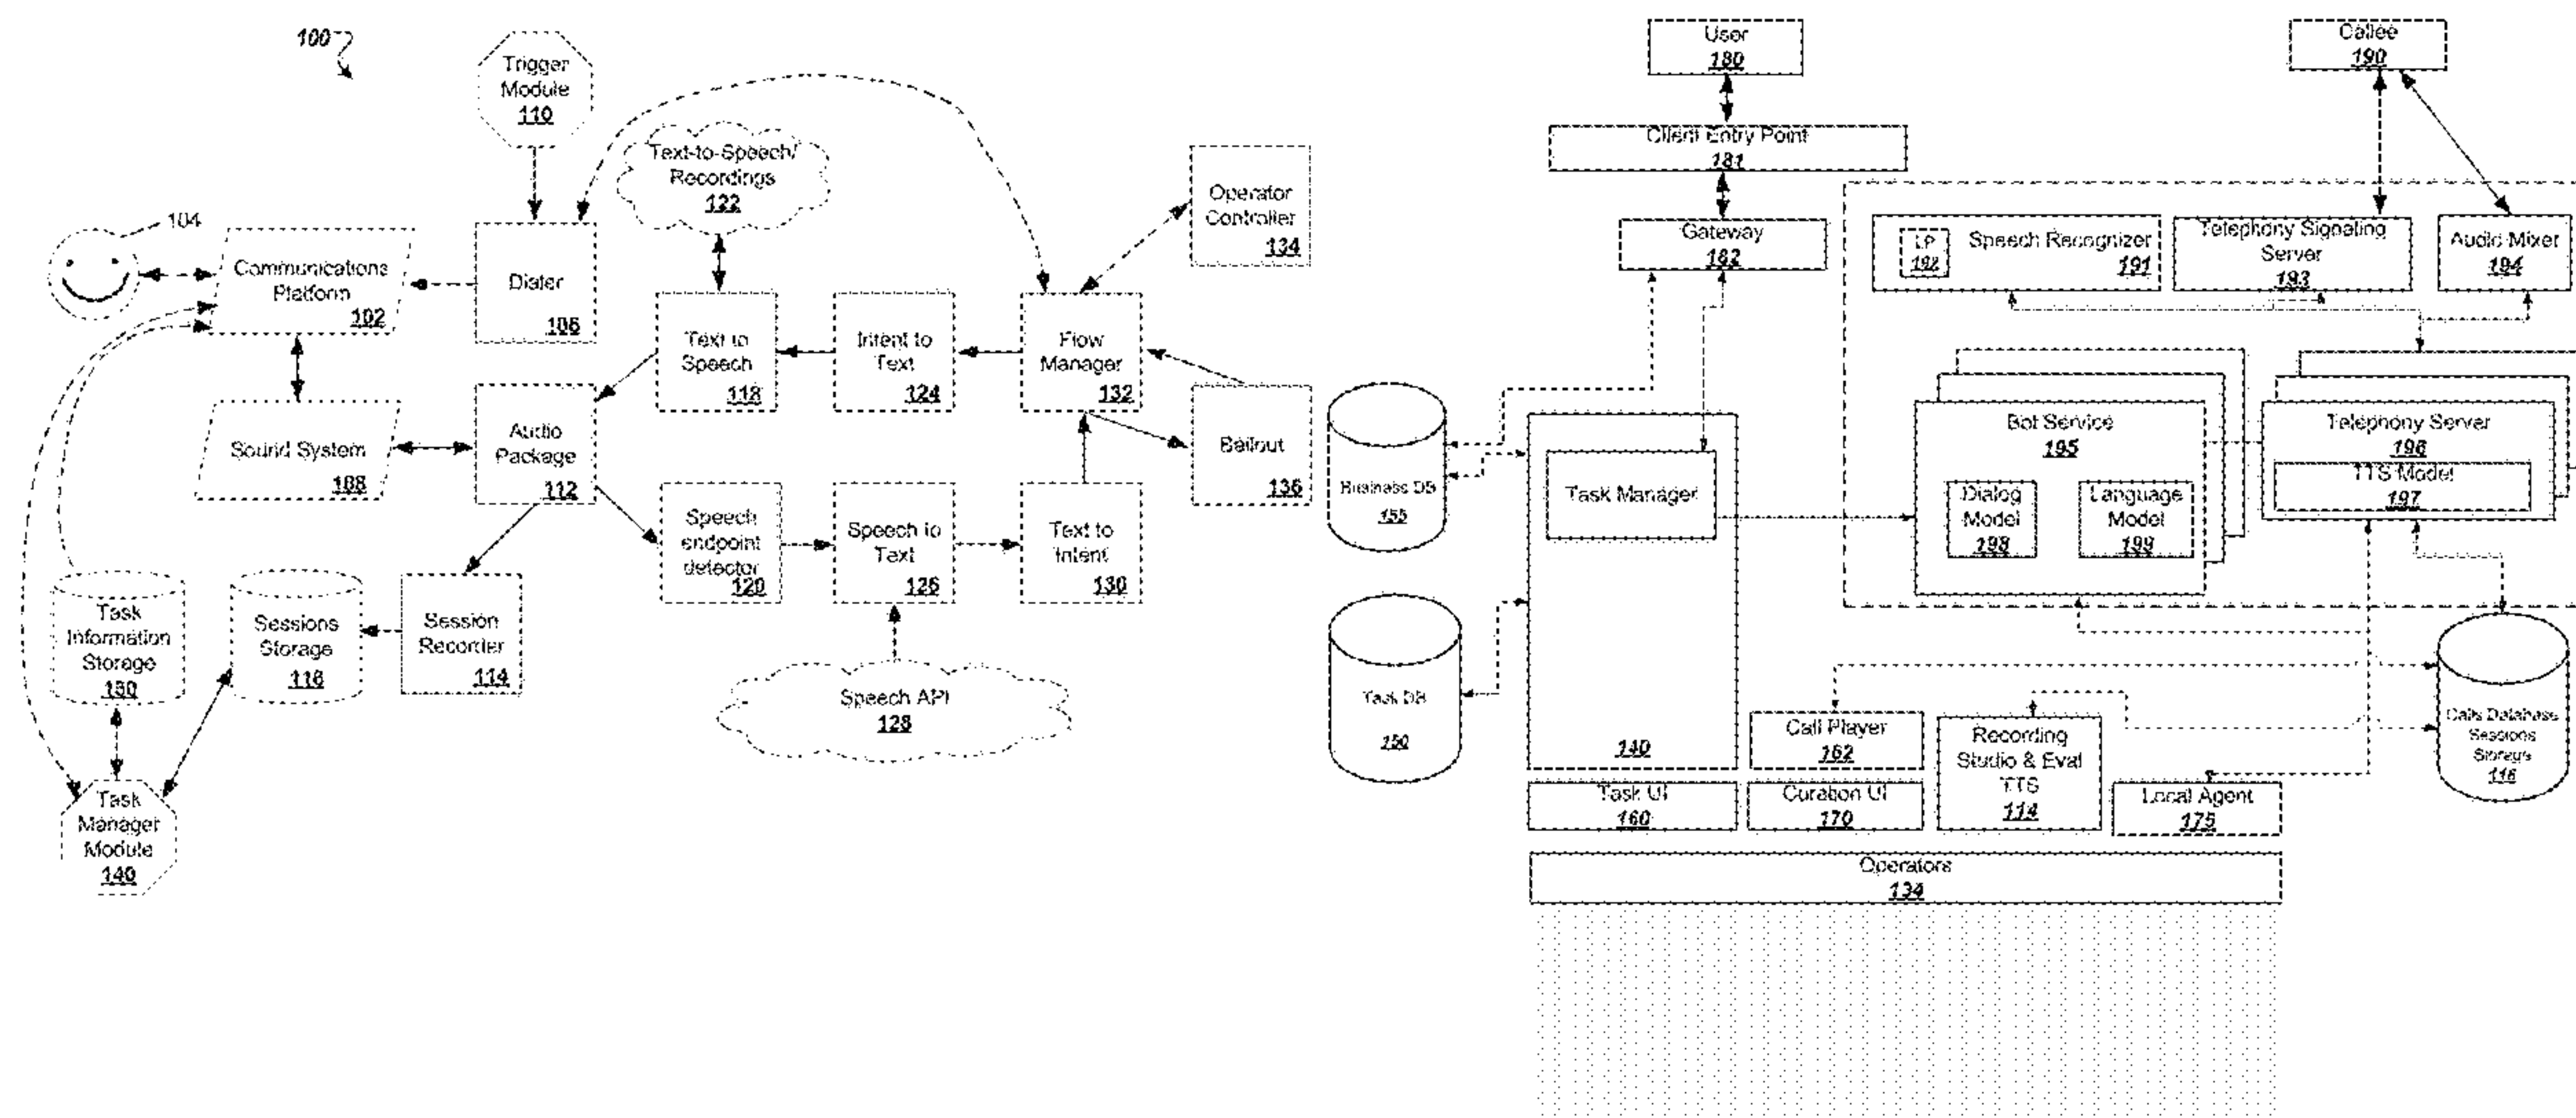 100
Trigger
Module
110
Text-to-Speech/
Recordings
122
Operator
Controller
134
104
Communications
Platform
102
Dialer
106
Text to
Speech
118
Intent to
Text
124
Flow
Manager
132
Sound System
108
Audio
Package
112
Bailout
136
Speech
endpoint
detector
120
Speech to
Text
126
Text to
Intent
130
Task
Information
Storage
150
Sessions
Storage
116
Session
Recorder
114
Speech API
128
Task
Manager
Module
140
User
180
Callee
190
Client Entry Point
181
Gateway
182
LP
192
Speech Recognizer
191
Telephony Signaling
Server
193
Audio Mixer
194
Business DB
155
Task Manager
Bot Service
195
Dialog
Model
198
Language
Model
199
Telephony Server
196
TTS Model
197
Task DB
150
140
Call Player
162
Recording
Studio & Eval
TTS
114
Calls Database
Sessions
Storage
116
Task UI
160
Curation UI
170
Local Agent
175
Operators
134